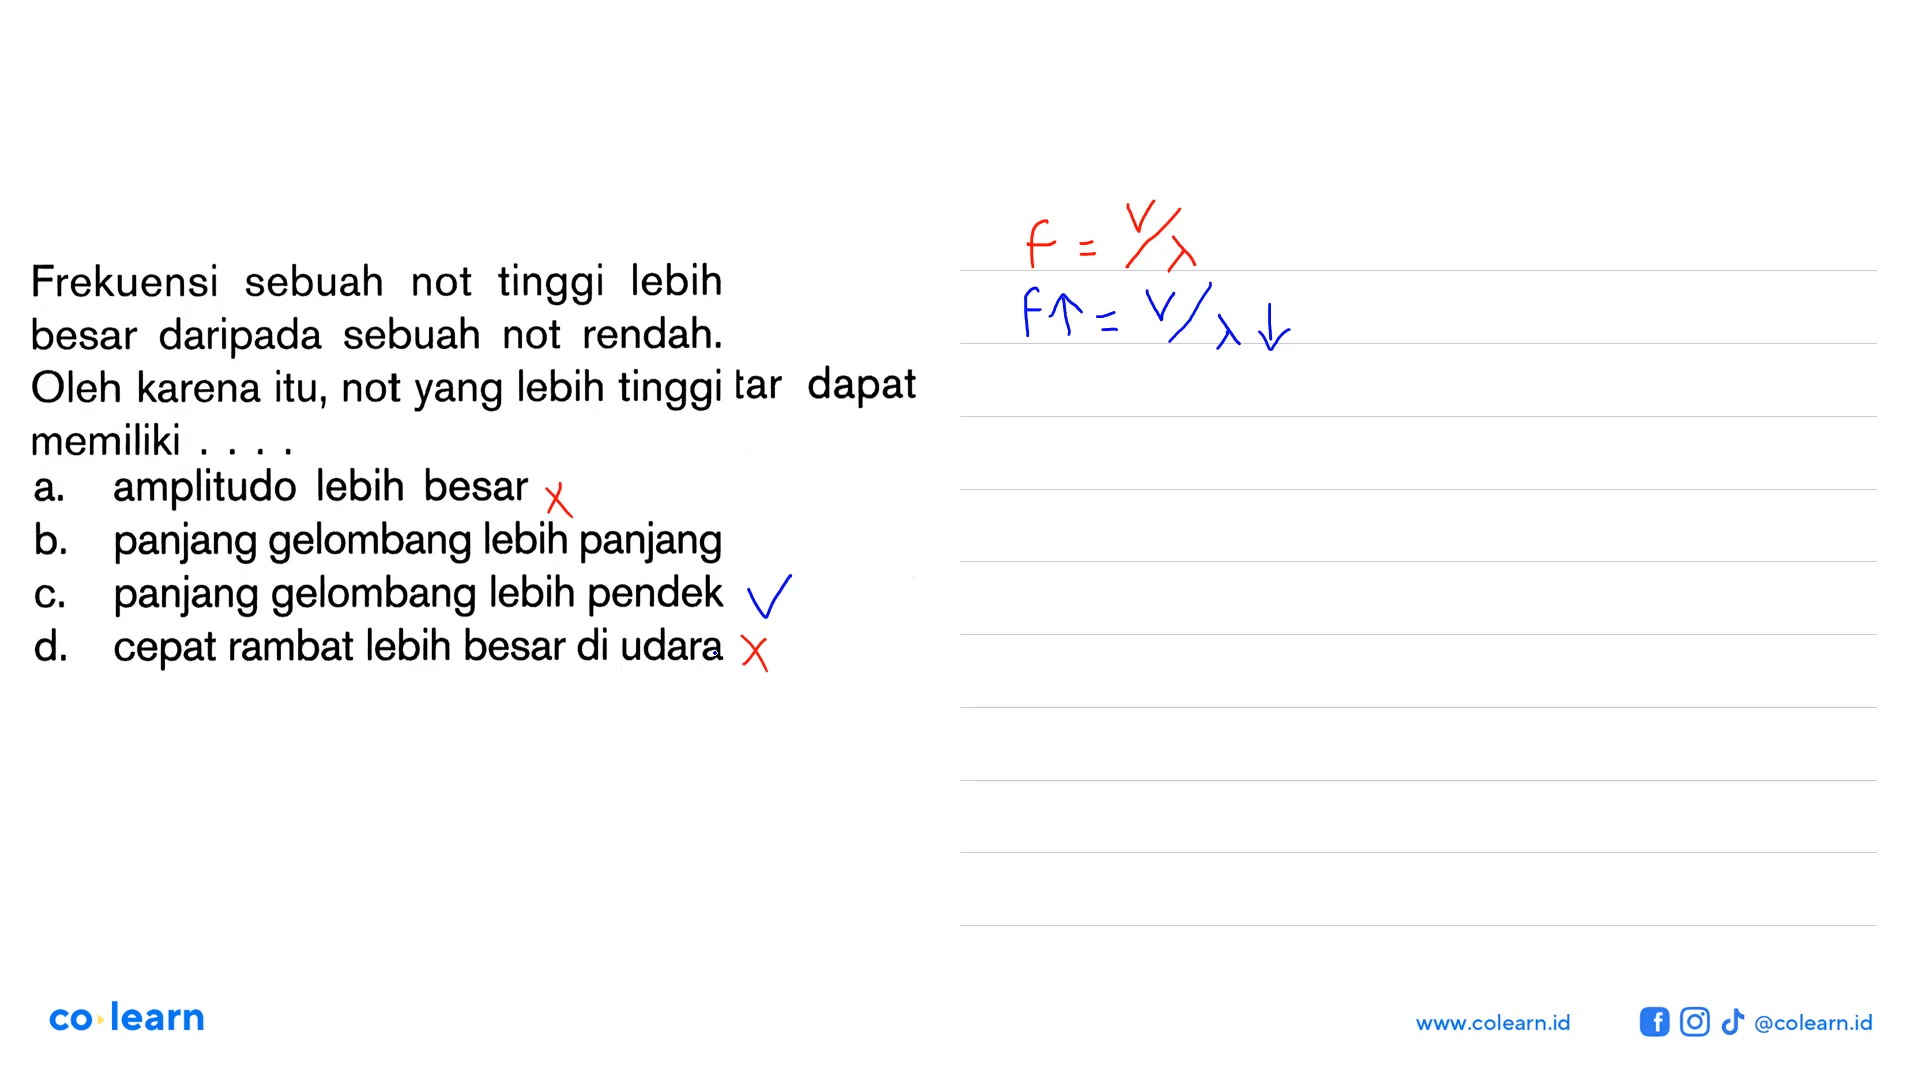 Frekuensi sebuah not tinggi lebih
besar daripada sebuah not rendah.
Oleh karena itu, not yang lebih tinggi tar dapat
memiliki . . . .
a. amplitudo lebih besar x
b. panjang gelombang lebih panjang
c. panjang gelombang lebih pendek ✓
d. cepat rambat lebih besar di udara x
f = v/λ
f↑ = v/λ↓
co learn
www.colearn.id
@colearn.id